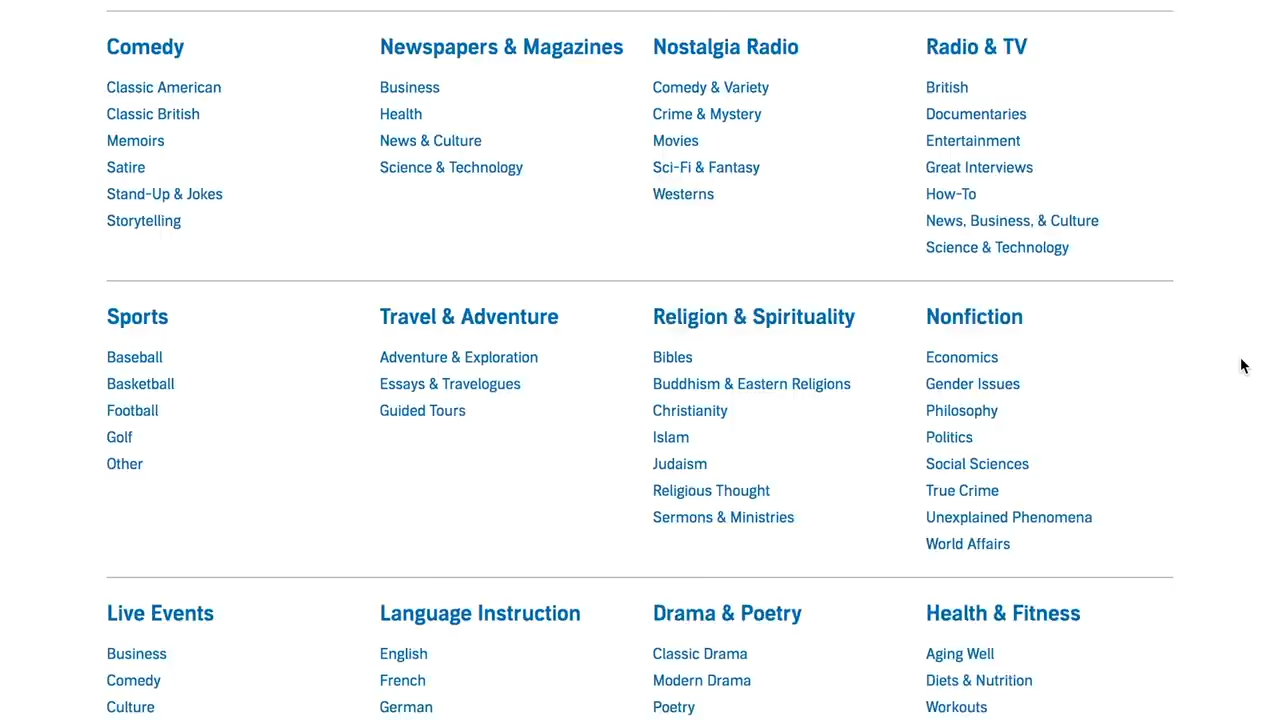 Comedy
Classic American
Classic British
Memoirs
Satire
Stand-Up & Jokes
Storytelling
Newspapers & Magazines
Business
Health
News & Culture
Science & Technology
Nostalgia Radio
Comedy & Variety
Crime & Mystery
Movies
Sci-Fi & Fantasy
Westerns
Radio & TV
British
Documentaries
Entertainment
Great Interviews
How-To
News, Business, & Culture
Science & Technology
Sports
Baseball
Basketball
Football
Golf
Other
Travel & Adventure
Adventure & Exploration
Essays & Travelogues
Guided Tours
Religion & Spirituality
Bibles
Buddhism & Eastern Religions
Christianity
Islam
Judaism
Religious Thought
Sermons & Ministries
Nonfiction
Economics
Gender Issues
Philosophy
Politics
Social Sciences
True Crime
Unexplained Phenomena
World Affairs
Live Events
Business
Comedy
Culture
Language Instruction
English
French
German
Drama & Poetry
Classic Drama
Modern Drama
Poetry
Health & Fitness
Aging Well
Diets & Nutrition
Workouts